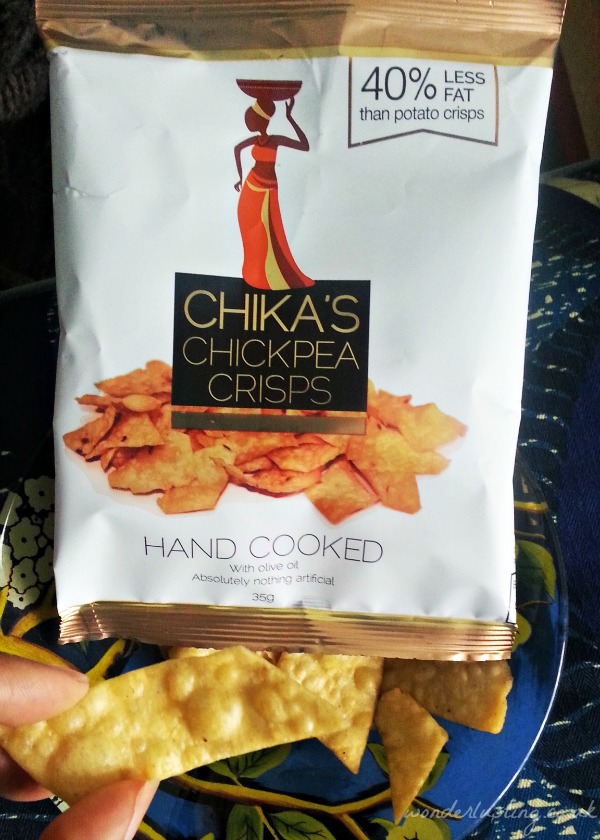 40% LESS
FAT
than potato crisps
CHIKA'S
CHICKPEA
CRISPS
HAND COOKED
With olive oil
Absolutely nothing artificial
35g
wonderlusting.co.uk